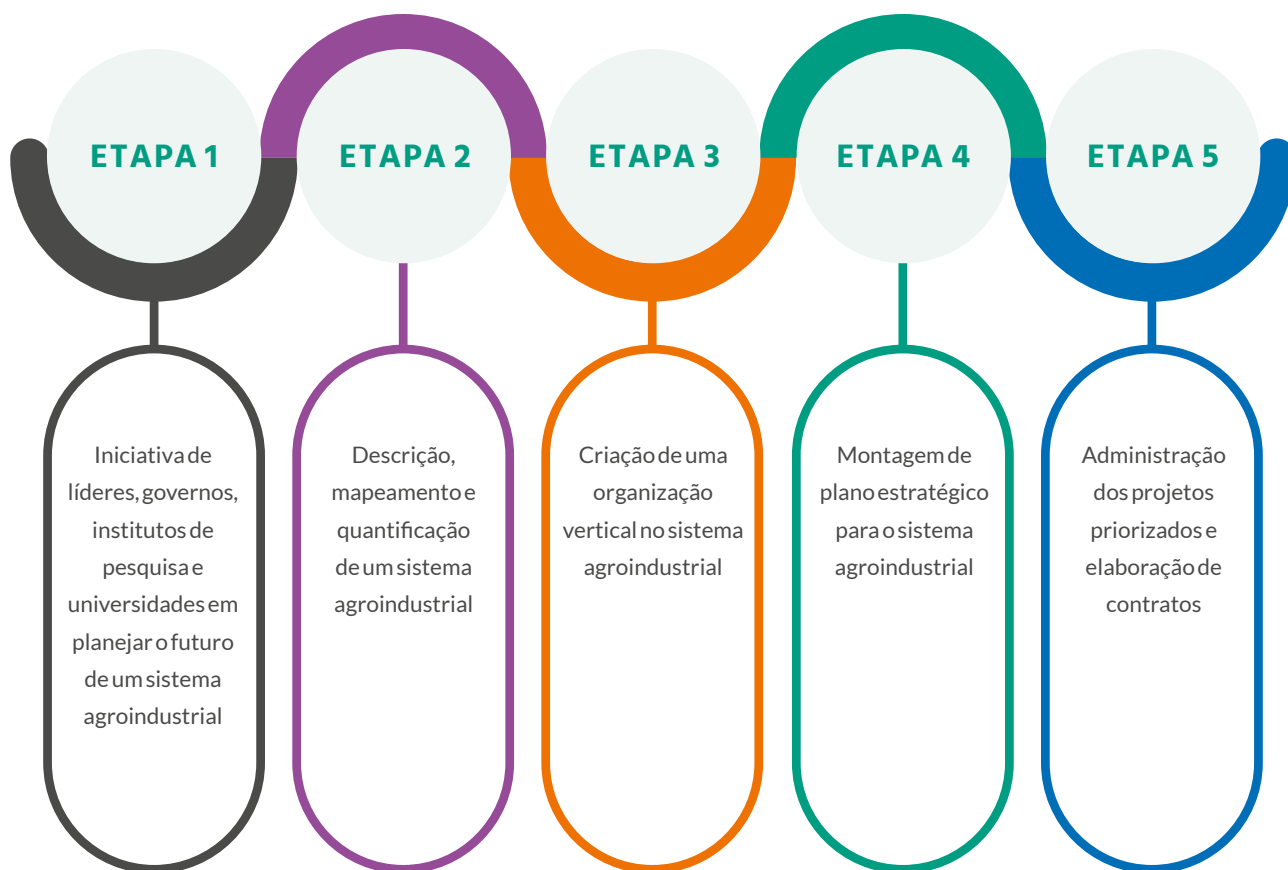 ETAPA 1
Iniciativa de
líderes, governos,
institutos de
pesquisa e
universidades em
planejar o futuro
de um sistema
agroindustrial
ETAPA 2
Descrição,
mapeamento e
quantificação
de um sistema
agroindustrial
ETAPA 3
Criação de uma
organização
vertical no sistema
agroindustrial
ETAPA 4
Montagem de
plano estratégico
para o sistema
agroindustrial
ETAPA 5
Administração
dos projetos
priorizados e
elaboração de
contratos